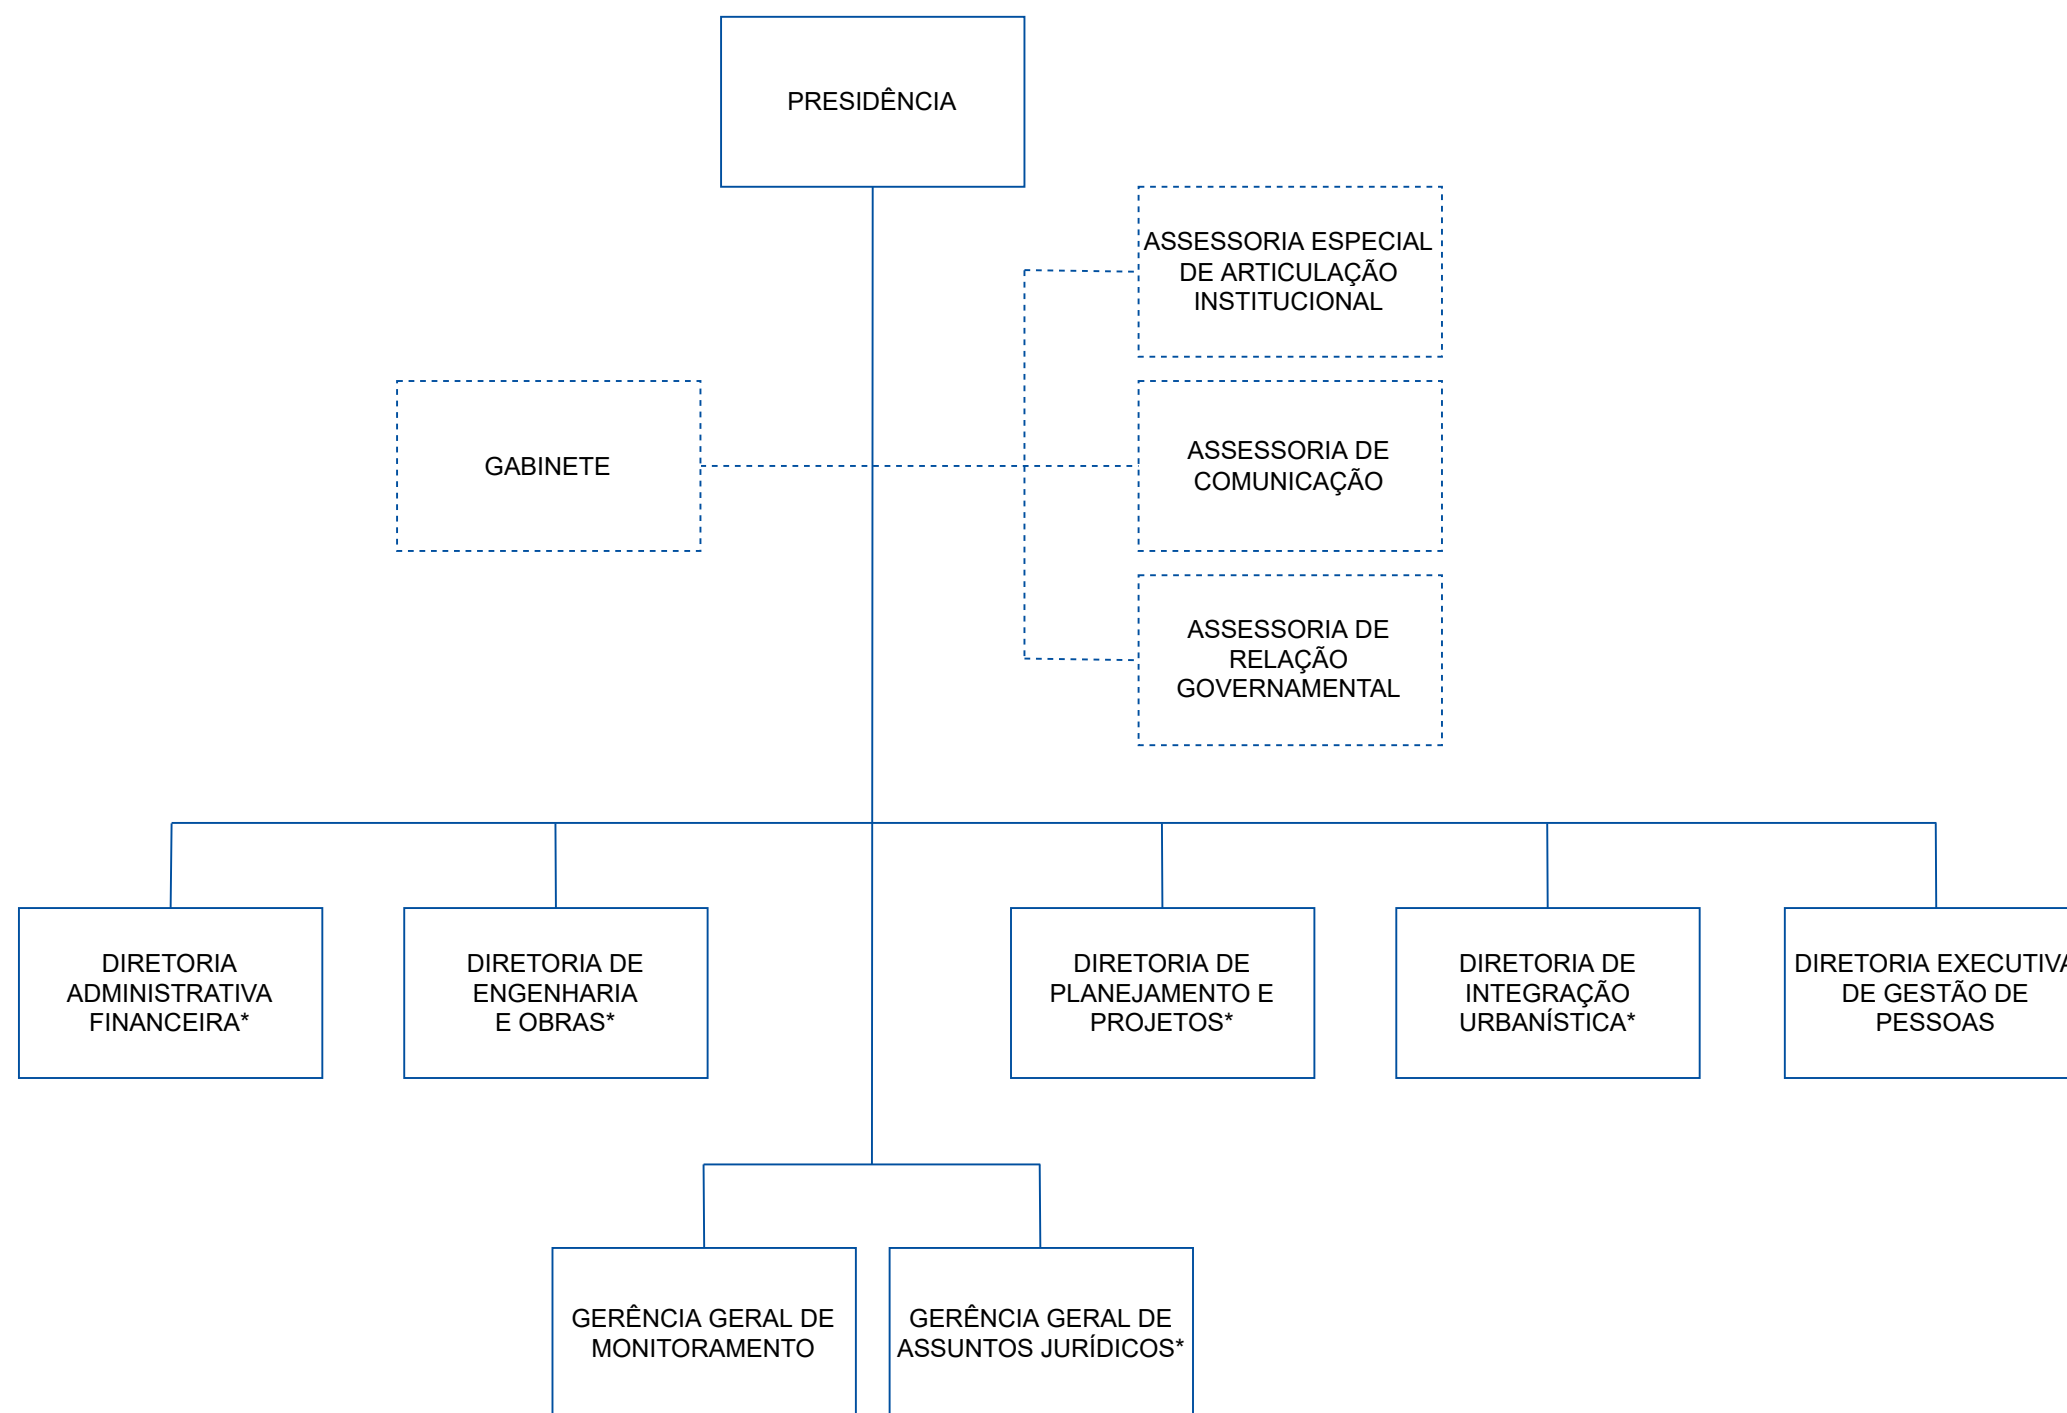 PRESIDÊNCIA
ASSESSORIA ESPECIAL
DE ARTICULAÇÃO
INSTITUCIONAL
GABINETE
ASSESSORIA DE
COMUNICAÇÃO
ASSESSORIA DE
RELAÇÃO
GOVERNAMENTAL
DIRETORIA
ADMINISTRATIVA
FINANCEIRA*
DIRETORIA DE
ENGENHARIA
E OBRAS*
DIRETORIA DE
PLANEJAMENTO E
PROJETOS*
DIRETORIA DE
INTEGRAÇÃO
URBANÍSTICA*
DIRETORIA EXECUTIVA
DE GESTÃO DE
PESSOAS
GERÊNCIA GERAL DE
MONITORAMENTO
GERÊNCIA GERAL DE
ASSUNTOS JURÍDICOS*